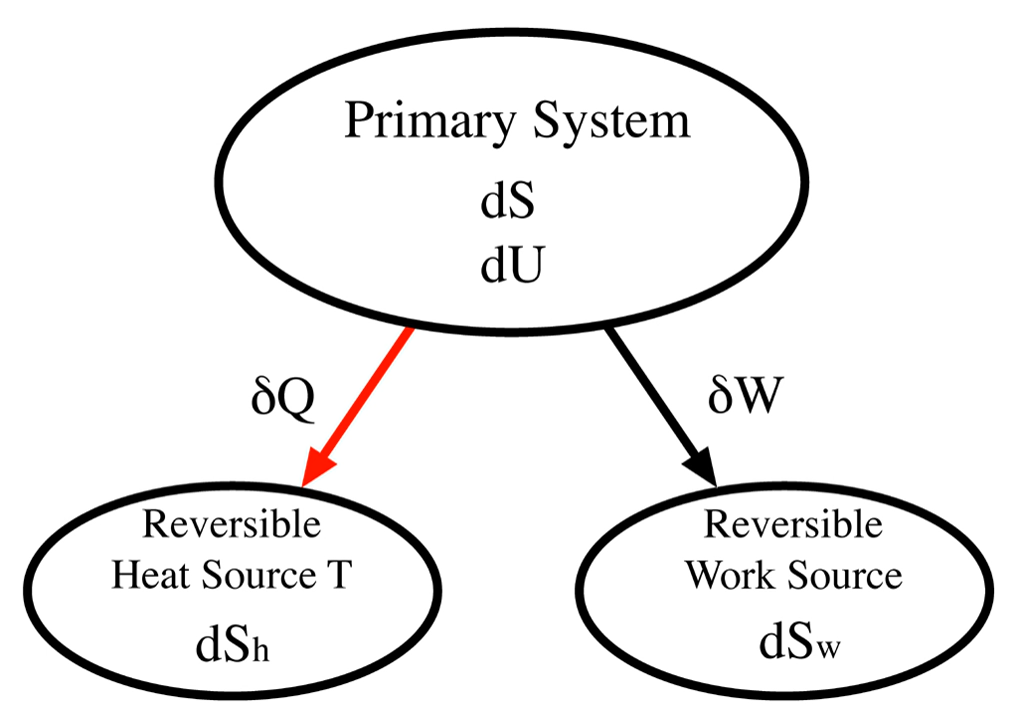 Primary System
dS
dU
δQ
δW
Reversible
Heat Source T
dSh
Reversible
Work Source
dSw